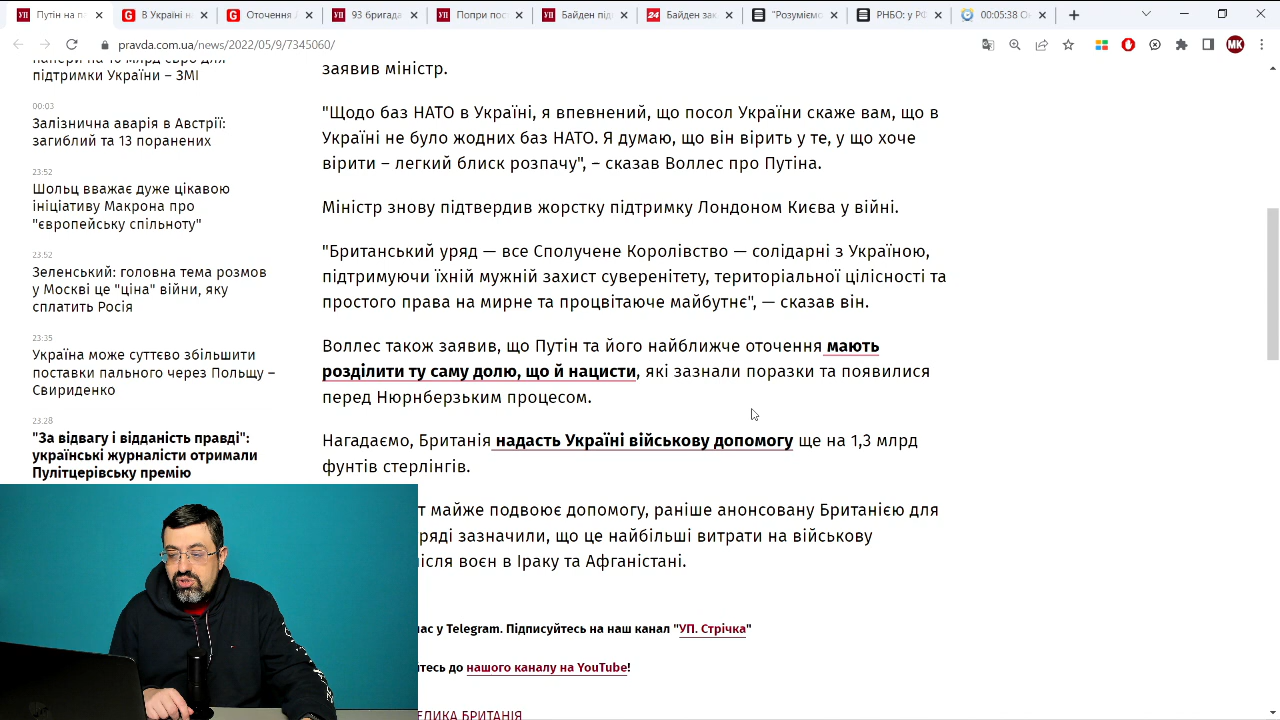 Путін на п
В Україні н
Оточення
93 бригада
Попри пос
Байден під
Байден зак
"Розуміємо
РНБО: у РФ
00:05:38
pravda.com.ua/news/2022/05/9/7345060/
MK
підтримки України – ЗМІ
00:03
Залізнична аварія в Австрії:
загиблий та 13 поранених
23:52
Шольц вважає дуже цікавою
ініціативу Макрона про
"європейську спільноту"
23:52
Зеленський: головна тема розмов
у Москві це "ціна" війни, яку
сплатить Росія
23:35
Україна може суттєво збільшити
поставки пального через Польщу –
Свириденко
23:28
"За відвагу і відданість правді":
українські журналісти отримали
Пулітцерівську премію
заявив міністр.
"Щодо баз НАТО в Україні, я впевнений, що посол України скаже вам, що в
Україні не було жодних баз НАТО. Я думаю, що він вірить у те, у що хоче
вірити – легкий блиск розпачу", – сказав Воллес про Путіна.
Міністр знову підтвердив жорстку підтримку Лондоном Києва у війні.
"Британський уряд — все Сполучене Королівство — солідарні з Україною,
підтримуючи їхній мужній захист суверенітету, територіальної цілісності та
простого права на мирне та процвітаюче майбутнє", — сказав він.
Воллес також заявив, що Путін та його найближче оточення мають
розділити ту саму долю, що й нацисти, які зазнали поразки та появилися
перед Нюрнберзьким процесом.
Нагадаємо, Британія надасть Україні військову допомогу ще на 1,3 млрд
фунтів стерлінгів.
т майже подвоює допомогу, раніше анонсовану Британією для
ряді зазначили, що це найбільші витрати на військову
ісля воєн в Іраку та Афганістані.
нас у Telegram. Підписуйтесь на наш канал "УП. Стрічка"
тесь до нашого каналу на YouTube!
ЕЛИКА БРИТАНІЯ